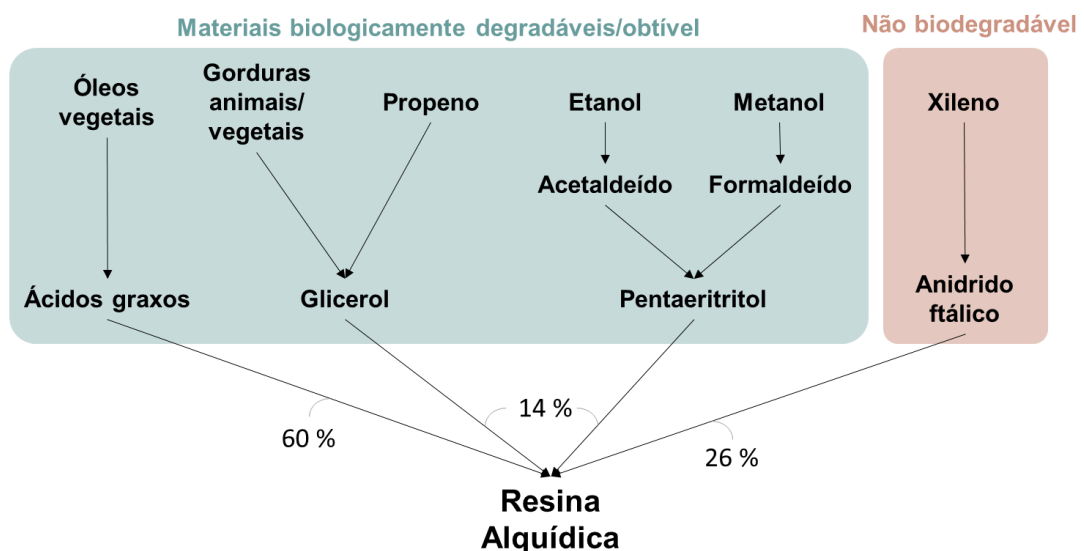 Materiais biologicamente degradáveis/obtível
Não biodegradável
Óleos
vegetais
Gorduras
animais/
vegetais
Propeno
Etanol
Metanol
Xileno
Acetaldeído
Formaldeído
Ácidos graxos
Glicerol
Pentaeritritol
Anidrido
ftálico
60 %
14 %
26 %
Resina
Alquídica